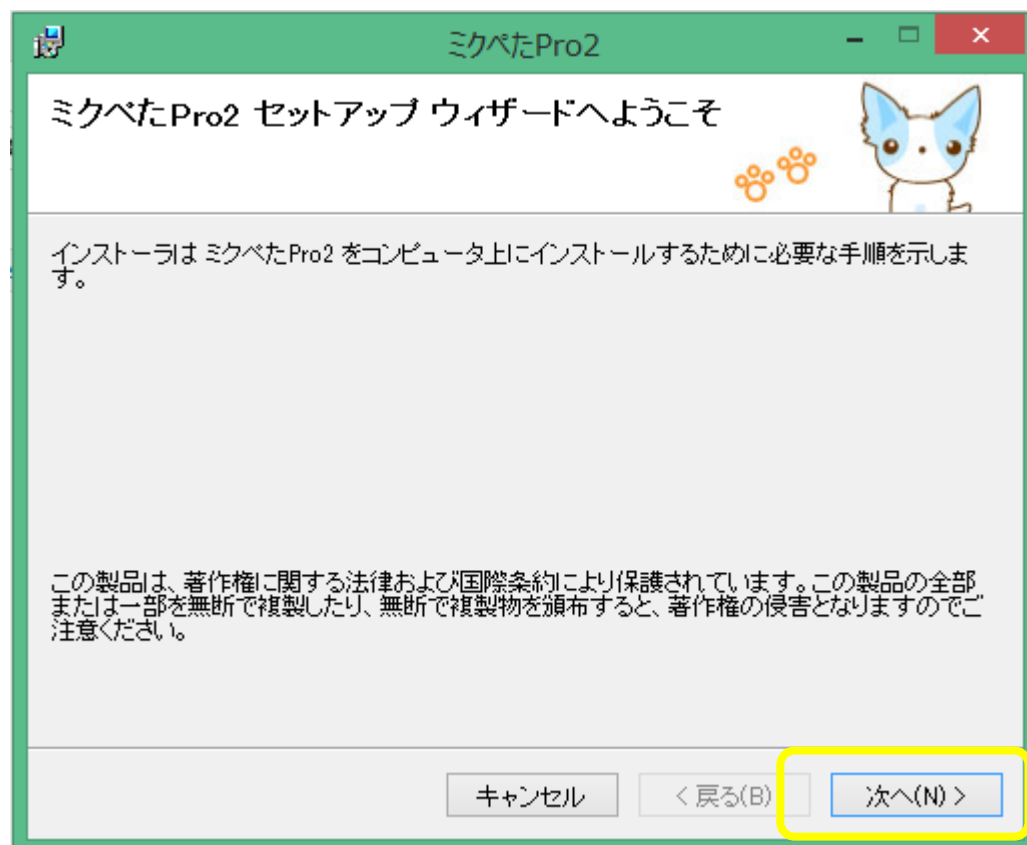 ミクぺたPro2
ミクぺたPro2 セットアップ ウィザードへようこそ
インストーラは ミクぺたPro2 をコンピュータ上にインストールするために必要な手順を示しま
す。
この製品は、著作権に関する法律および国際条約により保護されています。この製品の全部
または一部を無断で複製したり、無断で複製物を頒布すると、著作権の侵害となりますのでご
注意ください。
キャンセル
< 戻る(B)
次へ(N) >